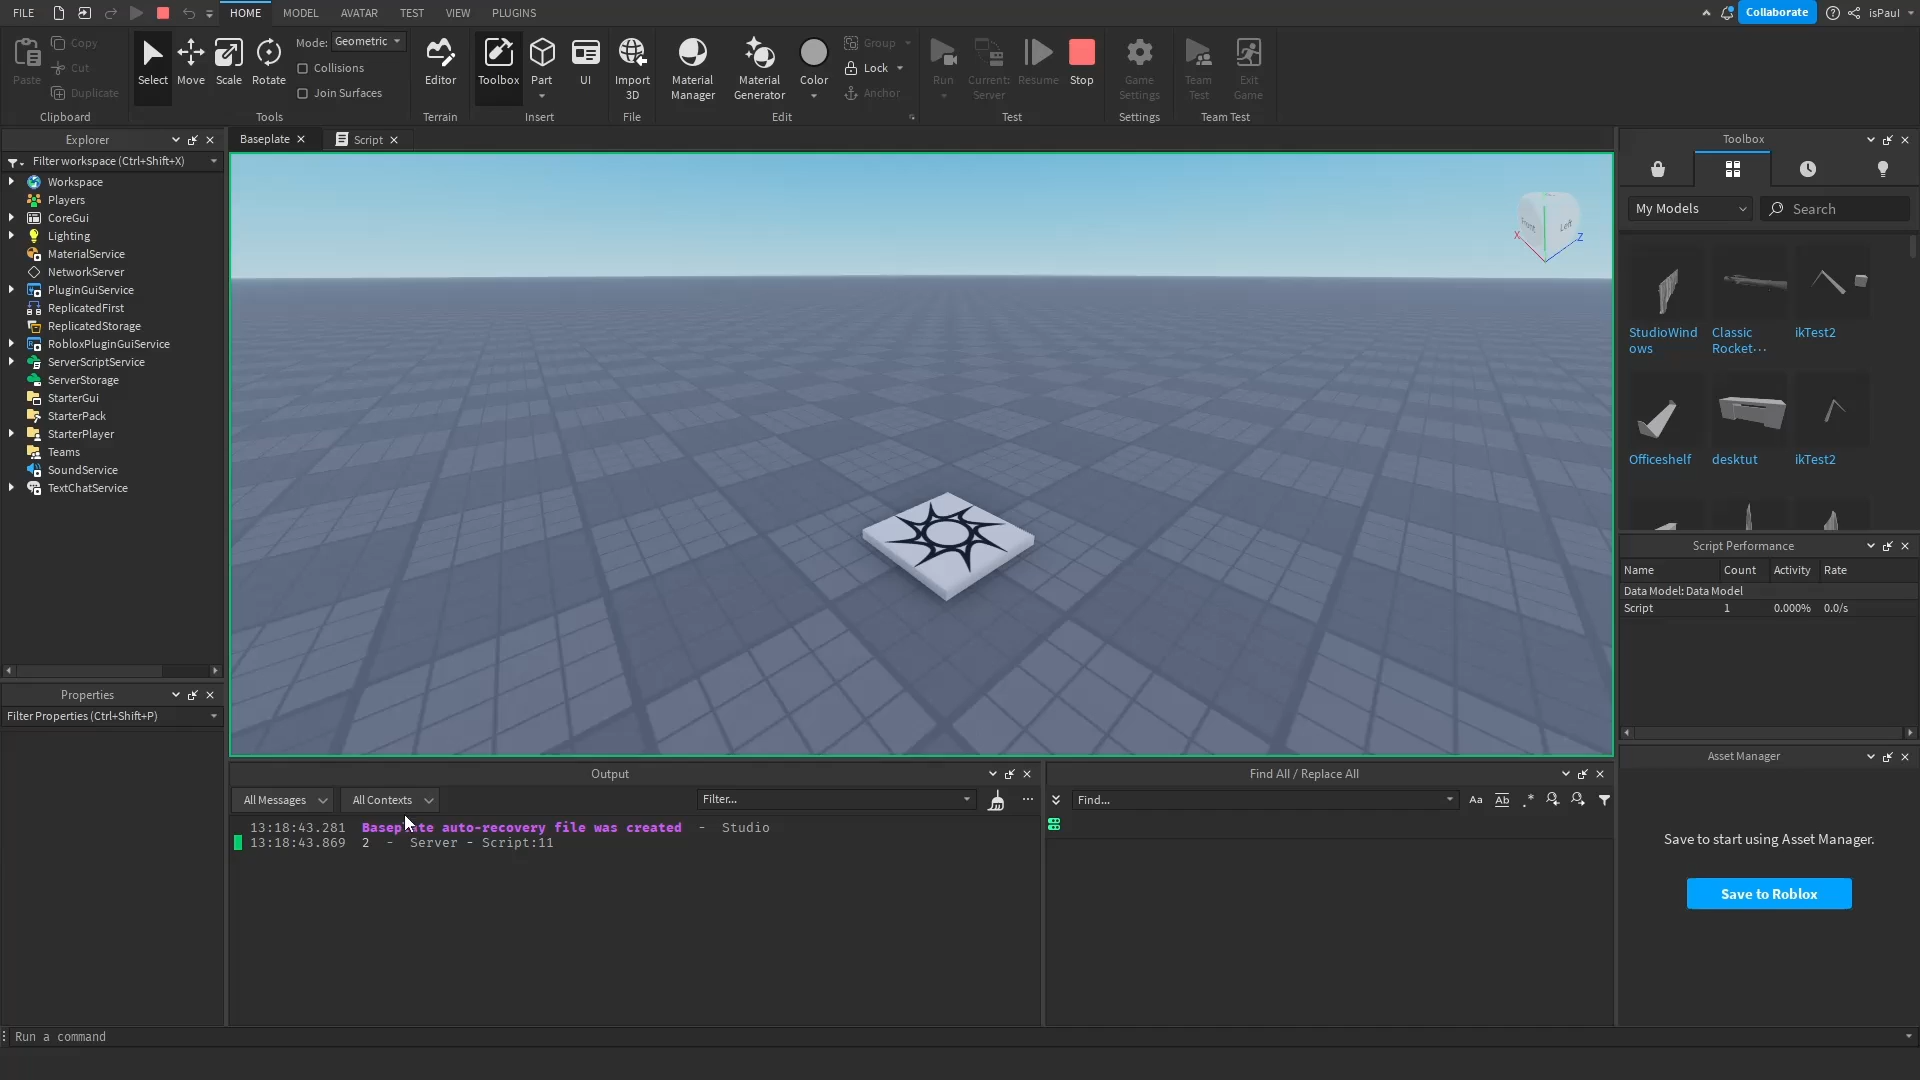 FILE
HOME
MODEL
AVATAR
TEST
VIEW
PLUGINS
Collaborate
isPaul
Paste
Copy
Cut
Duplicate
Clipboard
Select
Move
Scale
Rotate
Mode: Geometric
Collisions
Join Surfaces
Tools
Editor
Terrain
Toolbox
Part
UI
Insert
Import
3D
File
Material
Manager
Material
Generator
Color
Group
Lock
Anchor
Edit
Run
Current:
Server
Resume
Stop
Test
Game
Settings
Settings
Team
Test
Exit
Game
Team Test
Explorer
Filter workspace (Ctrl+Shift+X)
Workspace
Players
CoreGui
Lighting
MaterialService
NetworkServer
PluginGuiService
ReplicatedFirst
ReplicatedStorage
RobloxPluginGuiService
ServerScriptService
ServerStorage
StarterGui
StarterPack
StarterPlayer
Teams
SoundService
TextChatService
Properties
Filter Properties (Ctrl+Shift+P)
Baseplate
Script
Left
X
Z
Output
All Messages
All Contexts
Filter...
13:18:43.281 Baseplate auto-recovery file was created - Studio
13:18:43.869 2 - Server - Script:11
Find All / Replace All
Find...
Aa
Ab
.*
Toolbox
My Models
Search
StudioWind
ows
Classic
Rocket···
ikTest2
Officeshelf
desktut
ikTest2
Script Performance
Name Count Activity Rate
Data Model: Data Model
Script 1 0.000% 0.0/s
Asset Manager
Save to start using Asset Manager.
Save to Roblox
Run a command